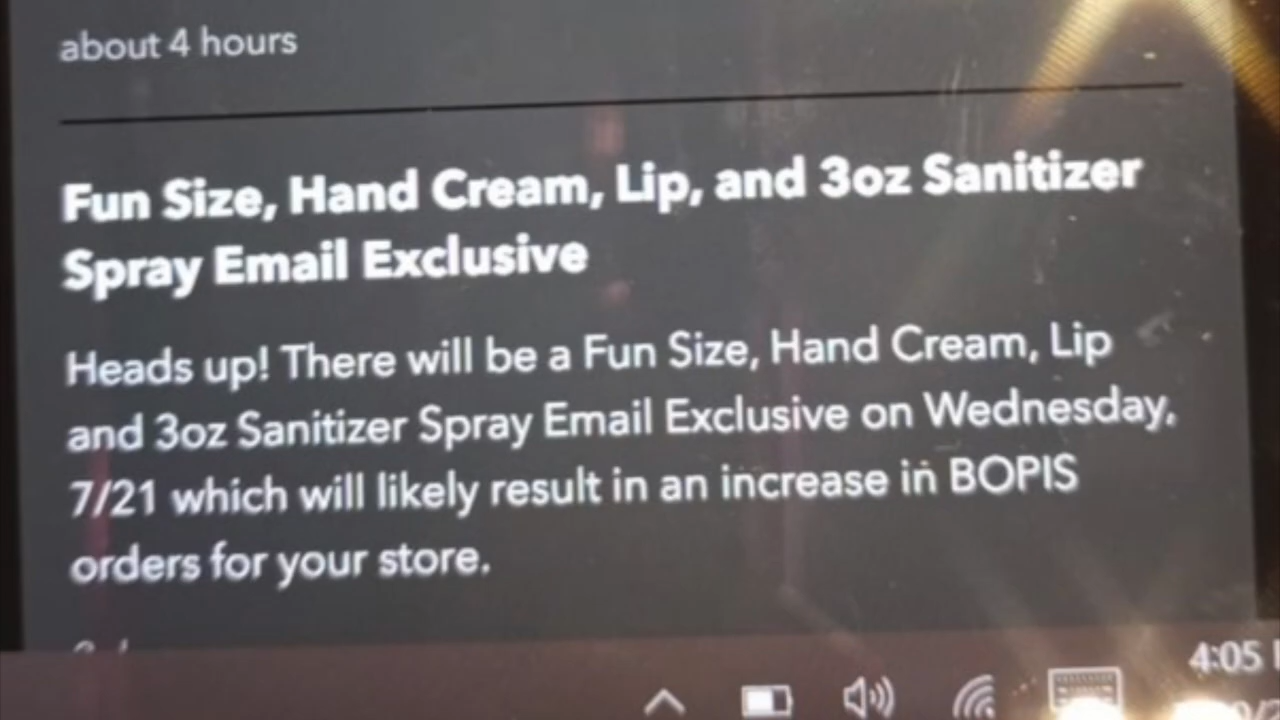 about 4 hours
Fun Size, Hand Cream, Lip, and 3oz Sanitizer
Spray Email Exclusive
Heads up! There will be a Fun Size, Hand Cream, Lip
and 3oz Sanitizer Spray Email Exclusive on Wednesday,
7/21 which will likely result in an increase in BOPIS
orders for your store.
4:05